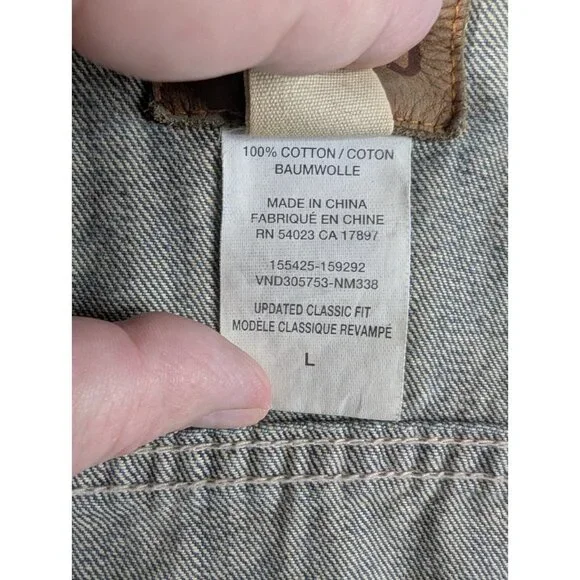 100% COTTON / COTON
BAUMWOLLE
MADE IN CHINA
FABRIQUÉ EN CHINE
RN 54023 CA 17897
155425-159292
VND305753-NM338
UPDATED CLASSIC FIT
MODÈLE CLASSIQUE REVAMPÉ
L